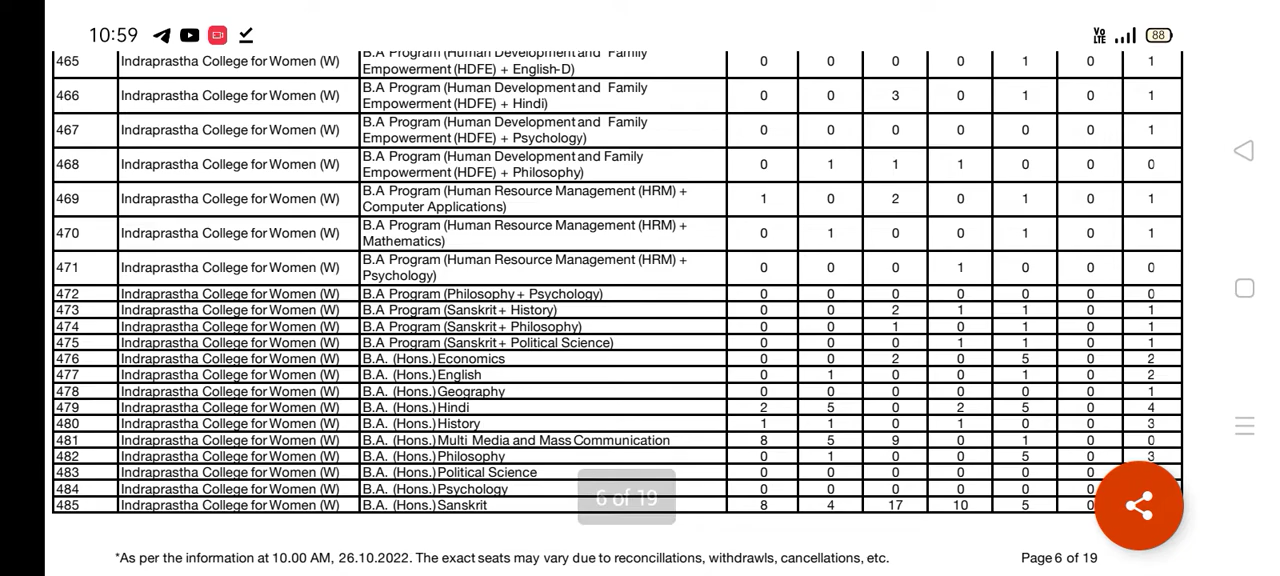 10:59 Vo LTE 88
465 Indraprastha College for Women (W) B.A Program (Human Development and Family Empowerment (HDFE) + English-D) 0 0 0 0 1 0 1
466 Indraprastha College for Women (W) B.A Program (Human Development and Family Empowerment (HDFE) + Hindi) 0 0 3 0 1 0 1
467 Indraprastha College for Women (W) B.A Program (Human Development and Family Empowerment (HDFE) + Psychology) 0 0 0 0 0 0 1
468 Indraprastha College for Women (W) B.A Program (Human Development and Family Empowerment (HDFE) + Philosophy) 0 1 1 1 0 0 0
469 Indraprastha College for Women (W) B.A Program (Human Resource Management (HRM) + Computer Applications) 1 0 2 0 1 0 1
470 Indraprastha College for Women (W) B.A Program (Human Resource Management (HRM) + Mathematics) 0 1 0 0 1 0 1
471 Indraprastha College for Women (W) B.A Program (Human Resource Management (HRM) + Psychology) 0 0 0 1 0 0 0
472 Indraprastha College for Women (W) B.A Program (Philosophy + Psychology) 0 0 0 0 0 0 0
473 Indraprastha College for Women (W) B.A Program (Sanskrit + History) 0 0 2 1 1 0 1
474 Indraprastha College for Women (W) B.A Program (Sanskrit + Philosophy) 0 0 1 0 1 0 1
475 Indraprastha College for Women (W) B.A Program (Sanskrit + Political Science) 0 0 0 1 1 0 1
476 Indraprastha College for Women (W) B.A. (Hons.) Economics 0 0 2 0 5 0 2
477 Indraprastha College for Women (W) B.A. (Hons.) English 0 1 0 0 1 0 2
478 Indraprastha College for Women (W) B.A. (Hons.) Geography 0 0 0 0 0 0 1
479 Indraprastha College for Women (W) B.A. (Hons.) Hindi 2 5 0 2 5 0 4
480 Indraprastha College for Women (W) B.A. (Hons.) History 1 1 0 1 0 0 3
481 Indraprastha College for Women (W) B.A. (Hons.) Multi Media and Mass Communication 8 5 9 0 1 0 0
482 Indraprastha College for Women (W) B.A. (Hons.) Philosophy 0 1 0 0 5 0 3
483 Indraprastha College for Women (W) B.A. (Hons.) Political Science 0 0 0 0 0 0
484 Indraprastha College for Women (W) B.A. (Hons.) Psychology 0 0 0 0 0 0
485 Indraprastha College for Women (W) B.A. (Hons.) Sanskrit 8 4 17 10 5 0
6 of 19
*As per the information at 10.00 AM, 26.10.2022. The exact seats may vary due to reconcillations, withdrawls, cancellations, etc. Page 6 of 19